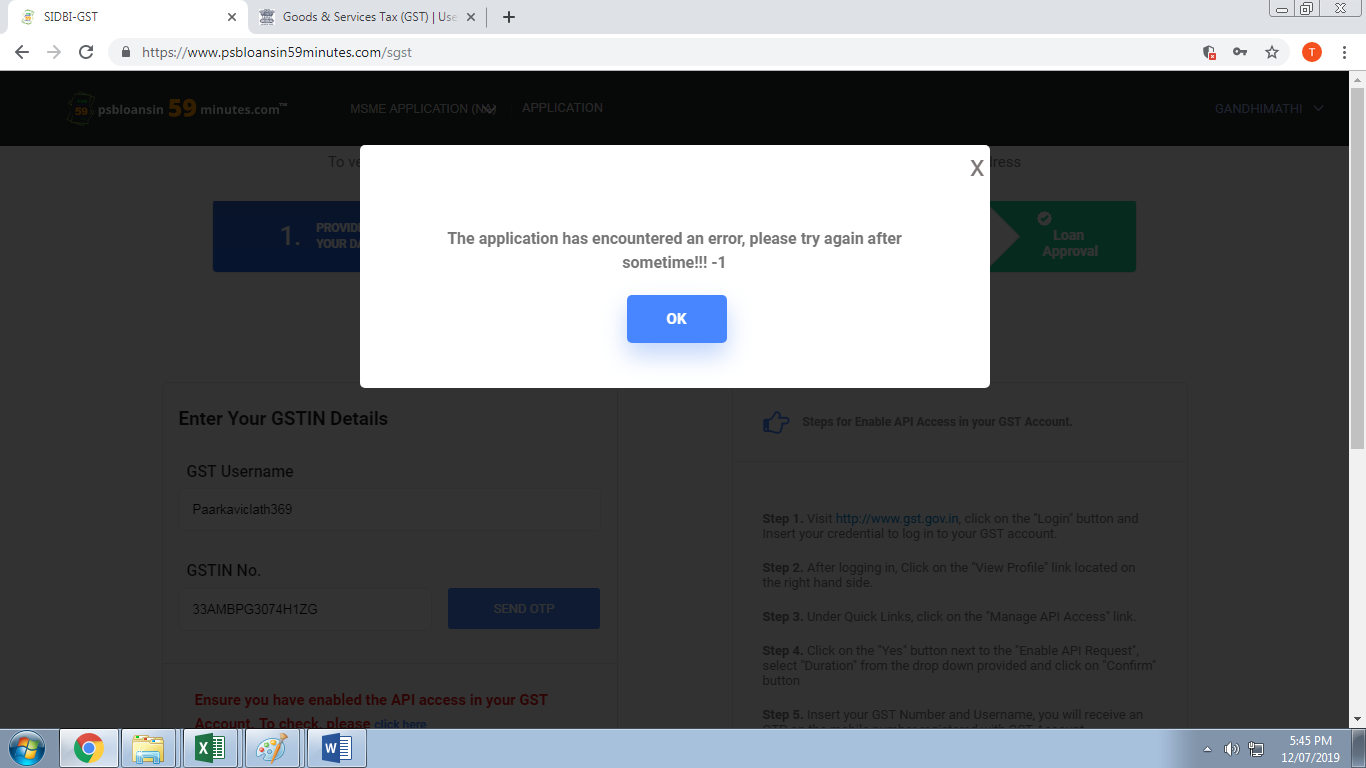 SIDBI-GST
Goods & Services Tax (GST) | Use
https://www.psbloansin59minutes.com/sgst
T
psbloansin 59 minutes.com™
MSME APPLICATION
APPLICATION
GANDHIMATHI
To ve
ress
1.
PROVID
YOUR DA
Loan
Approval
X
The application has encountered an error, please try again after
sometime!!! -1
OK
Enter Your GSTIN Details
GST Username
Paarkaviclath369
GSTIN No.
33AMBPG3074H1ZG
SEND OTP
Ensure you have enabled the API access in your GST
Account. To check, please click here
Steps for Enable API Access in your GST Account.
Step 1. Visit http://www.gst.gov.in, click on the "Login" button and
Insert your credential to log in to your GST account.
Step 2. After logging in, Click on the "View Profile" link located on
the right hand side.
Step 3. Under Quick Links, click on the "Manage API Access" link.
Step 4. Click on the "Yes" button next to the "Enable API Request",
select "Duration" from the drop down provided and click on "Confirm"
button
Step 5. Insert your GST Number and Username, you will receive an
OTP on the mobile number registered with GST Account
5:45 PM
12/07/2019